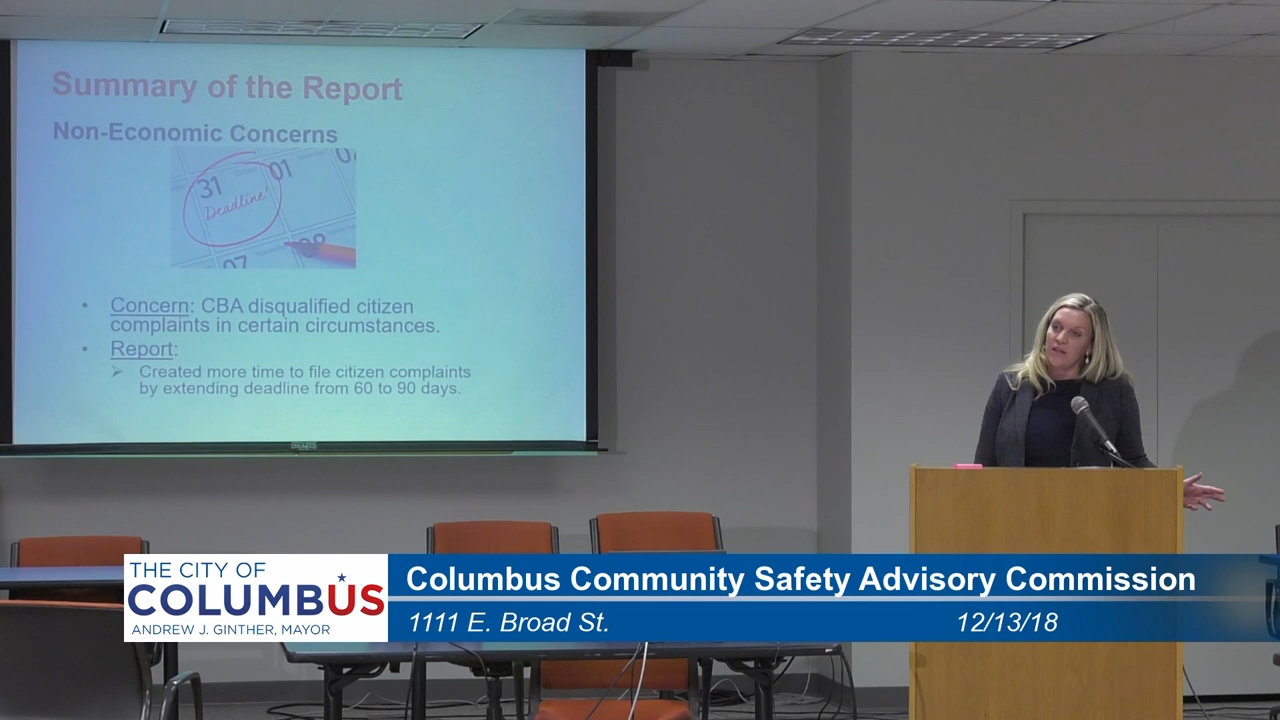 Summary of the Report
Non-Economic Concerns
31
01
Deadline!
07
08
• Concern: CBA disqualified citizen
complaints in certain circumstances.
• Report:
➢ Created more time to file citizen complaints
by extending deadline from 60 to 90 days.
THE CITY OF
COLUMBUS
ANDREW J. GINTHER, MAYOR
Columbus Community Safety Advisory Commission
1111 E. Broad St.
12/13/18